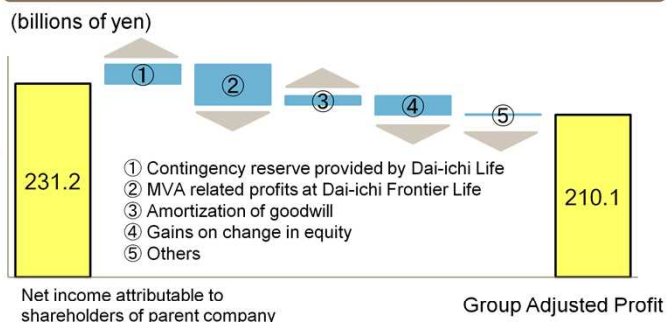 (billions of yen)
①
②
③
④
⑤
① Contingency reserve provided by Dai-ichi Life
② MVA related profits at Dai-ichi Frontier Life
③ Amortization of goodwill
④ Gains on change in equity
⑤ Others
231.2
210.1
Net income attributable to
shareholders of parent company
Group Adjusted Profit